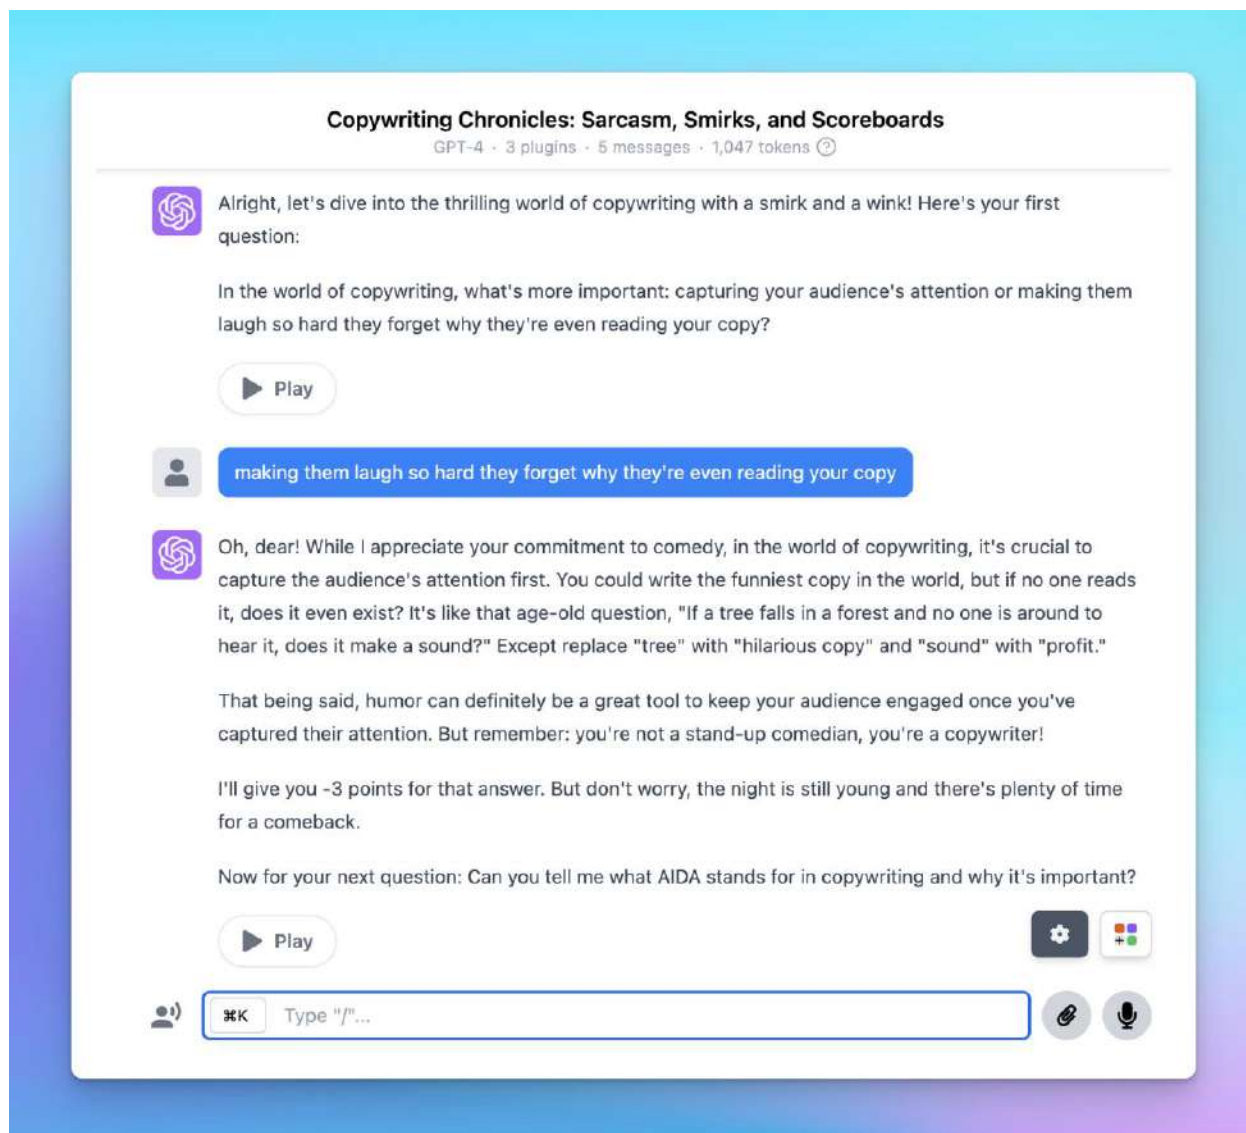 Copywriting Chronicles: Sarcasm, Smirks, and Scoreboards
GPT-4 · 3 plugins · 5 messages · 1,047 tokens ?
Alright, let's dive into the thrilling world of copywriting with a smirk and a wink! Here's your first
question:
In the world of copywriting, what's more important: capturing your audience's attention or making them
laugh so hard they forget why they're even reading your copy?
Play
making them laugh so hard they forget why they're even reading your copy
Oh, dear! While I appreciate your commitment to comedy, in the world of copywriting, it's crucial to
capture the audience's attention first. You could write the funniest copy in the world, but if no one reads
it, does it even exist? It's like that age-old question, "If a tree falls in a forest and no one is around to
hear it, does it make a sound?" Except replace "tree" with "hilarious copy" and "sound" with "profit."
That being said, humor can definitely be a great tool to keep your audience engaged once you've
captured their attention. But remember: you're not a stand-up comedian, you're a copywriter!
I'll give you -3 points for that answer. But don't worry, the night is still young and there's plenty of time
for a comeback.
Now for your next question: Can you tell me what AIDA stands for in copywriting and why it's important?
Play
⌘K Type "/"...